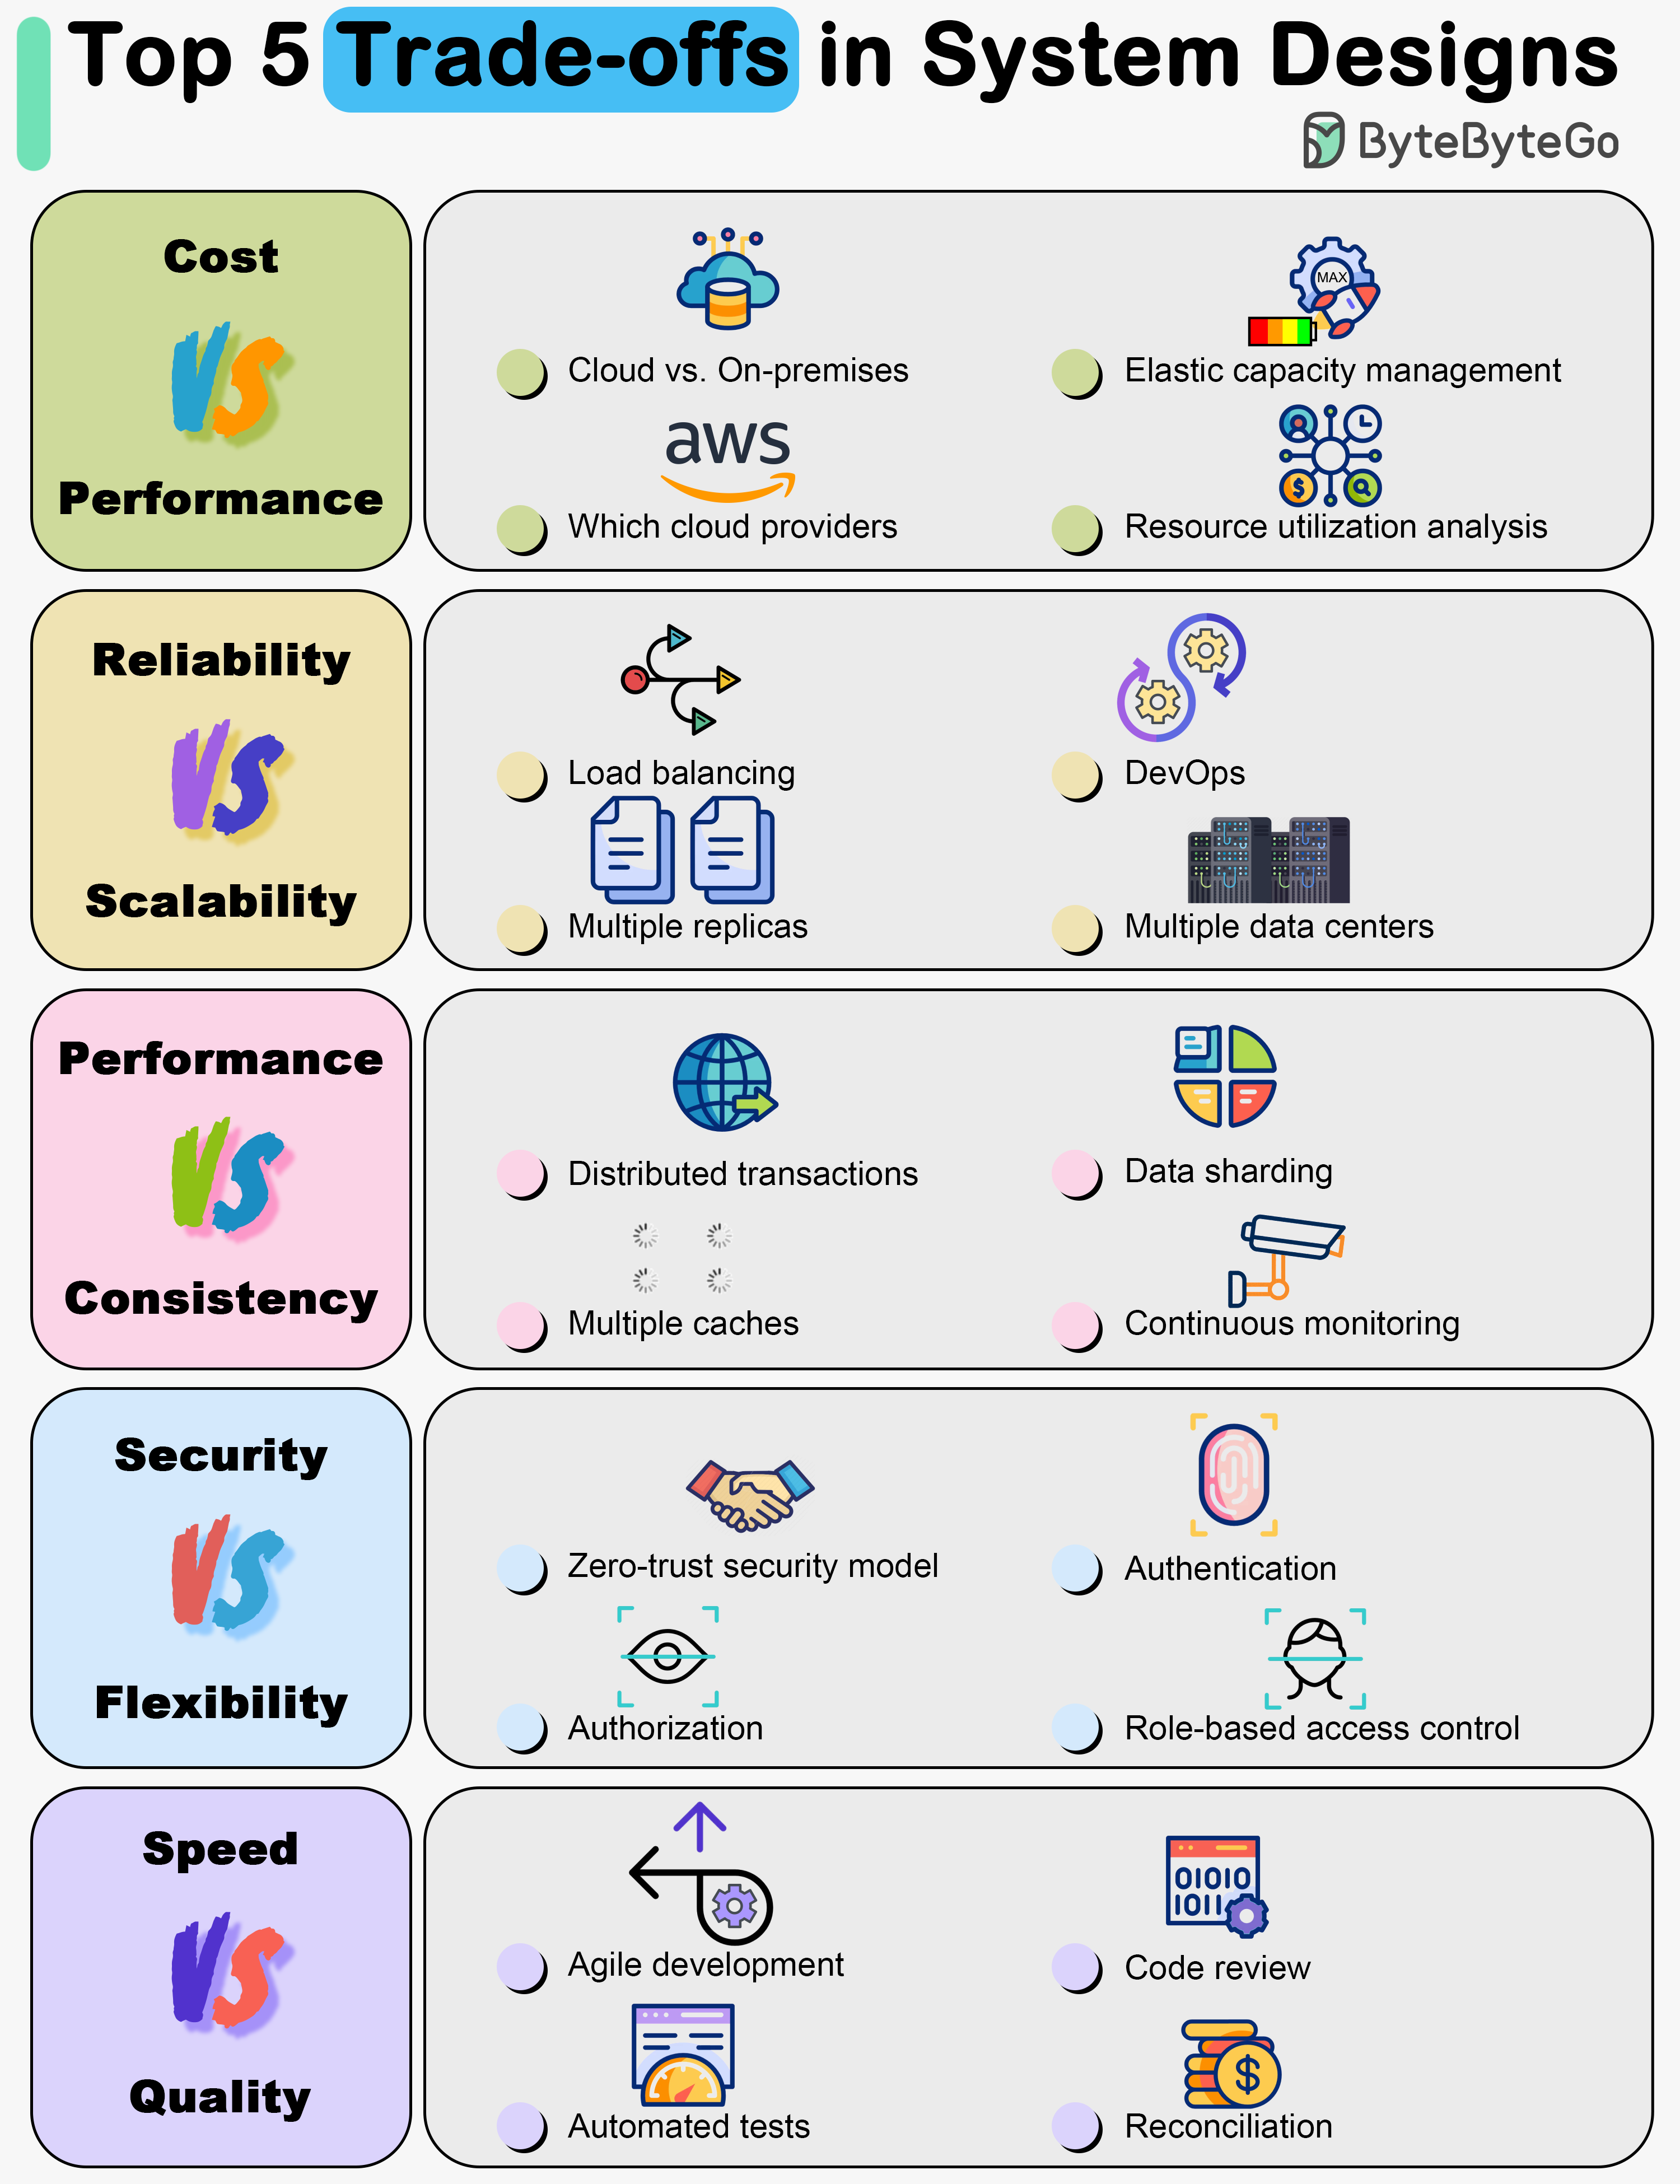 Top 5 Trade-offs in System Designs
ByteByteGo
Cost
VS
Performance
MAX
Cloud vs. On-premises
Elastic capacity management
aws
$
Which cloud providers
Resource utilization analysis
Reliability
VS
Scalability
Load balancing
DevOps
Multiple replicas
Multiple data centers
Performance
VS
Consistency
Distributed transactions
Data sharding
Multiple caches
Continuous monitoring
Security
VS
Flexibility
Zero-trust security model
Authentication
Authorization
Role-based access control
Speed
VS
Quality
01010
1011
Agile development
Code review
$
Automated tests
Reconciliation